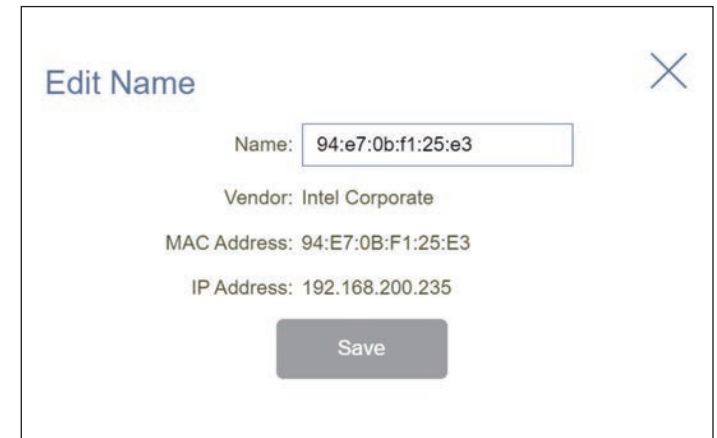 Edit Name
Name: 94:e7:0b:f1:25:e3
Vendor: Intel Corporate
MAC Address: 94:E7:0B:F1:25:E3
IP Address: 192.168.200.235
Save